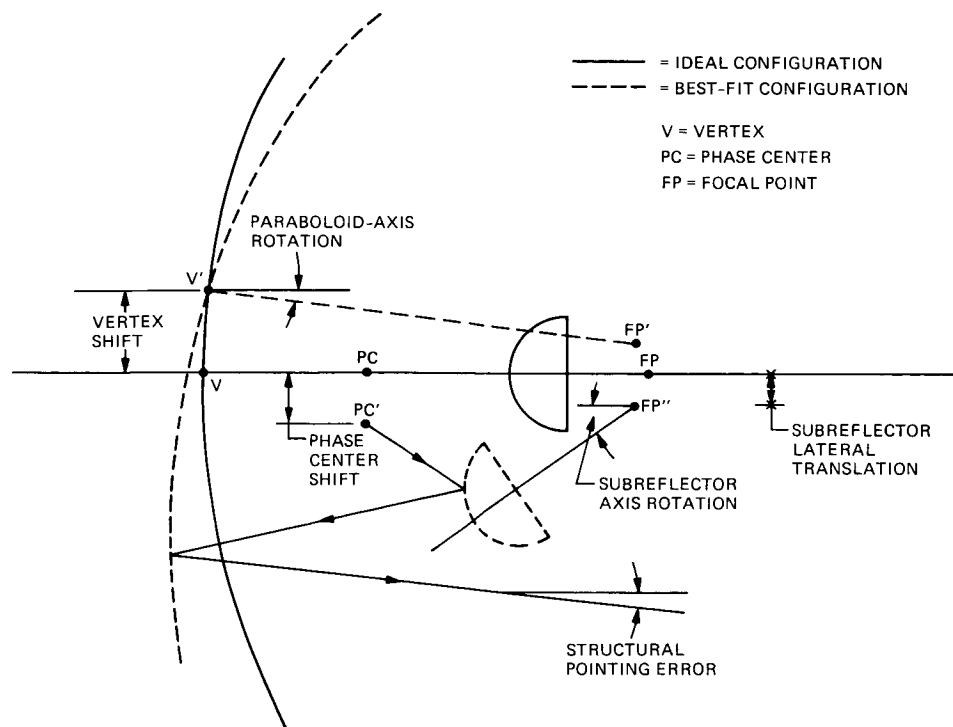 = IDEAL CONFIGURATION
= BEST-FIT CONFIGURATION
V = VERTEX
PC = PHASE CENTER
FP = FOCAL POINT
PARABOLOID-AXIS
ROTATION
V'
VERTEX
SHIFT
V
PC
FP'
FP
PC'
FP''
PHASE
CENTER
SHIFT
SUBREFLECTOR
LATERAL
TRANSLATION
SUBREFLECTOR
AXIS ROTATION
STRUCTURAL
POINTING ERROR